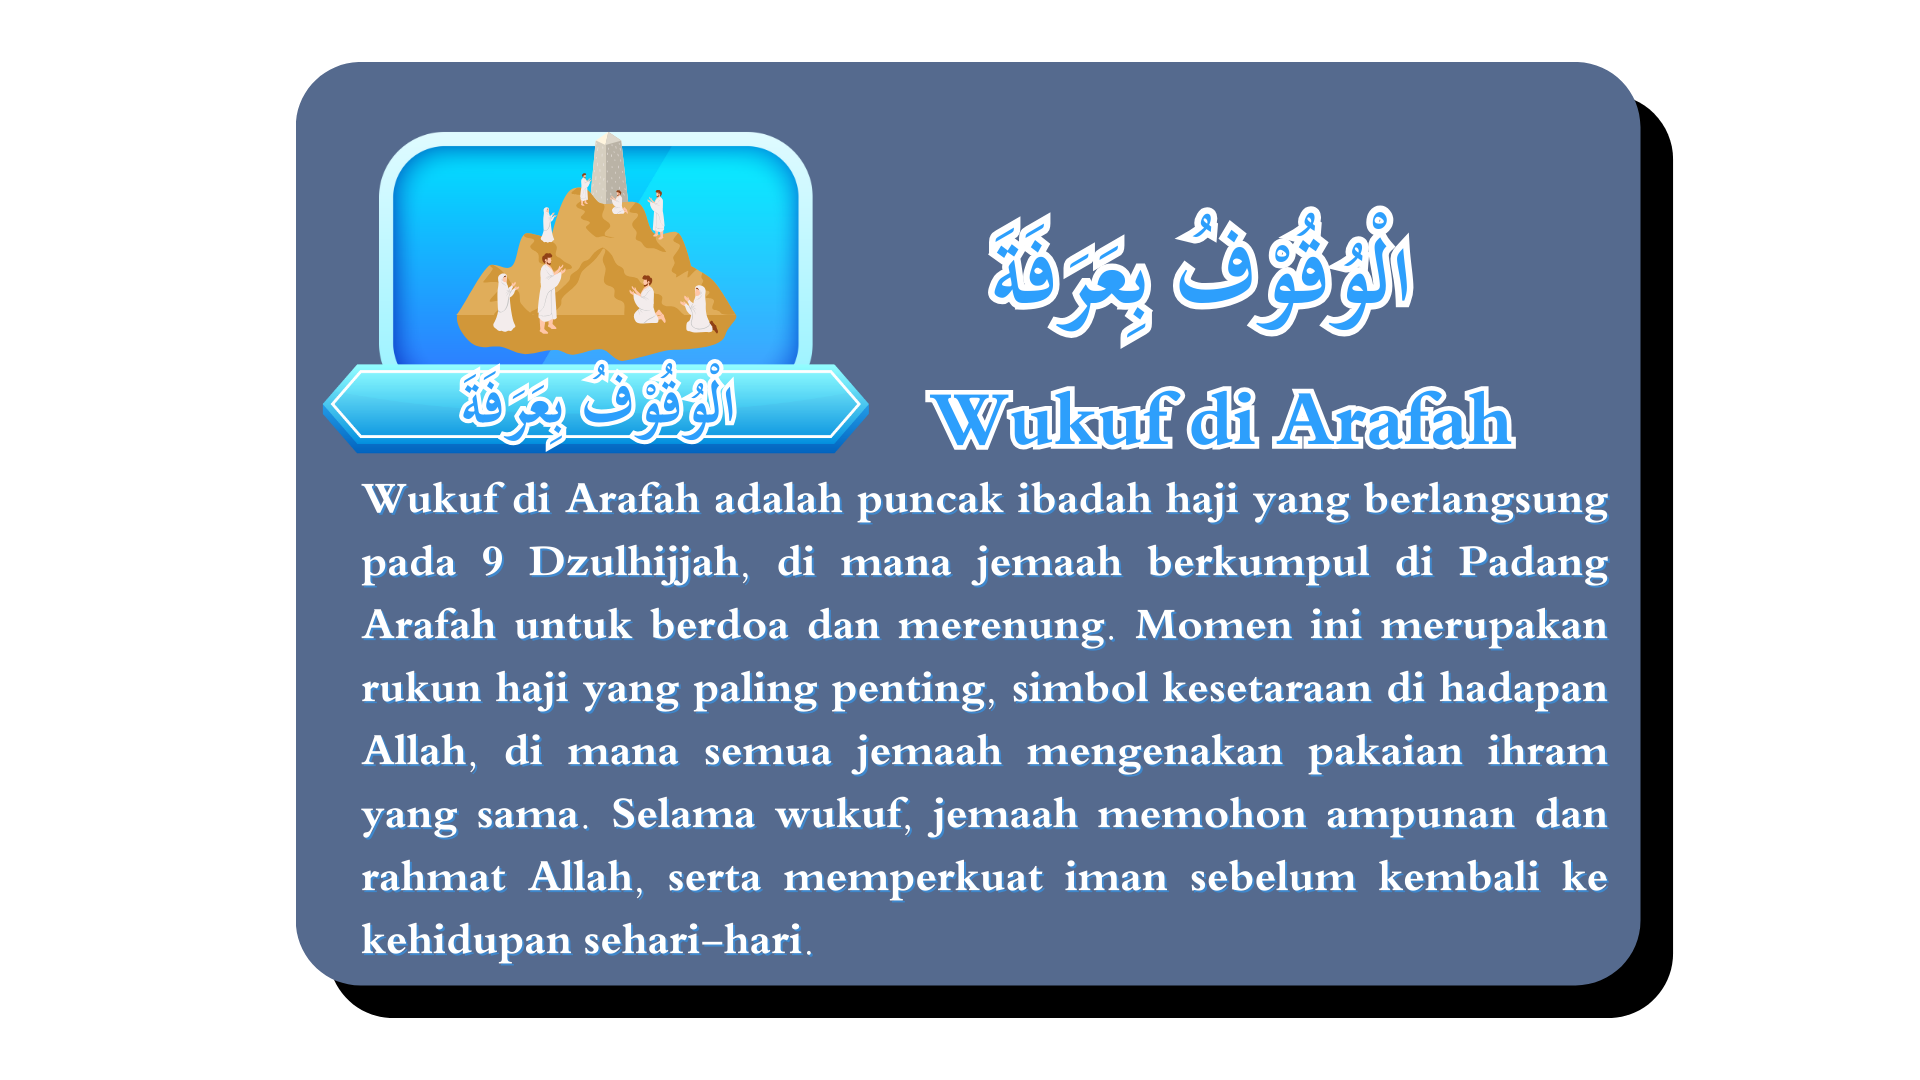 الْوُقُوْفُ بِعَرَفَةَ
الْوُقُوْفُ بِعَرَفَةَ
Wukuf di Arafah
Wukuf di Arafah adalah puncak ibadah haji yang berlangsung
pada 9 Dzulhijjah, di mana jemaah berkumpul di Padang
Arafah untuk berdoa dan merenung. Momen ini merupakan
rukun haji yang paling penting, simbol kesetaraan di hadapan
Allah, di mana semua jemaah mengenakan pakaian ihram
yang sama. Selama wukuf, jemaah memohon ampunan dan
rahmat Allah, serta memperkuat iman sebelum kembali ke
kehidupan sehari-hari.